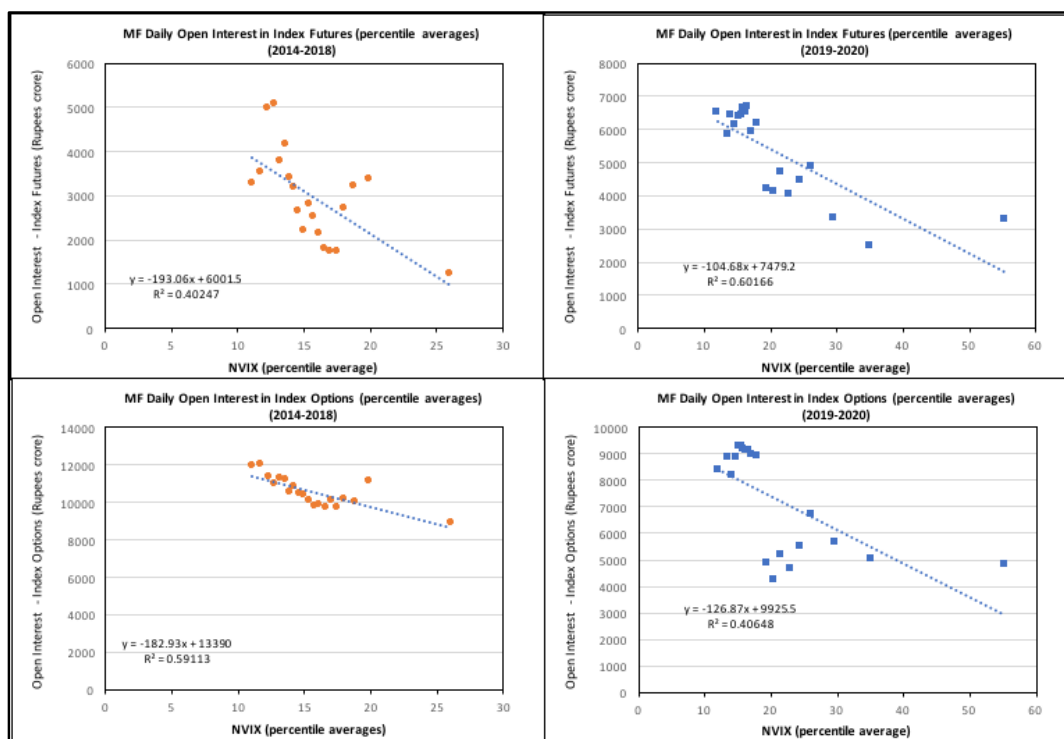 MF Daily Open Interest in Index Futures (percentile averages)
(2014-2018)
Open Interest - Index Futures (Rupees crore)
6000
5000
4000
3000
2000
1000
0
y = -193.06x + 6001.5
R² = 0.40247
0 5 10 15 20 25 30
NVIX (percentile average)
MF Daily Open Interest in Index Futures (percentile averages)
(2019-2020)
Open Interest - Index Futures (Rupees crore)
8000
7000
6000
5000
4000
3000
2000
1000
0
y = -104.68x + 7479.2
R² = 0.60166
0 10 20 30 40 50 60
NVIX (percentile average)
MF Daily Open Interest in Index Options (percentile averages)
(2014-2018)
Open Interest - Index Options (Rupees crore)
14000
12000
10000
8000
6000
4000
2000
0
y = -182.93x + 13390
R² = 0.59113
0 5 10 15 20 25 30
NVIX (percentile averages)
MF Daily Open Interest in Index Options (percentile averages)
(2019-2020)
Open Interest - Index Options (Rupees crore)
10000
9000
8000
7000
6000
5000
4000
3000
2000
1000
0
y = -126.87x + 9925.5
R² = 0.40648
0 10 20 30 40 50 60
NVIX (percentile average)